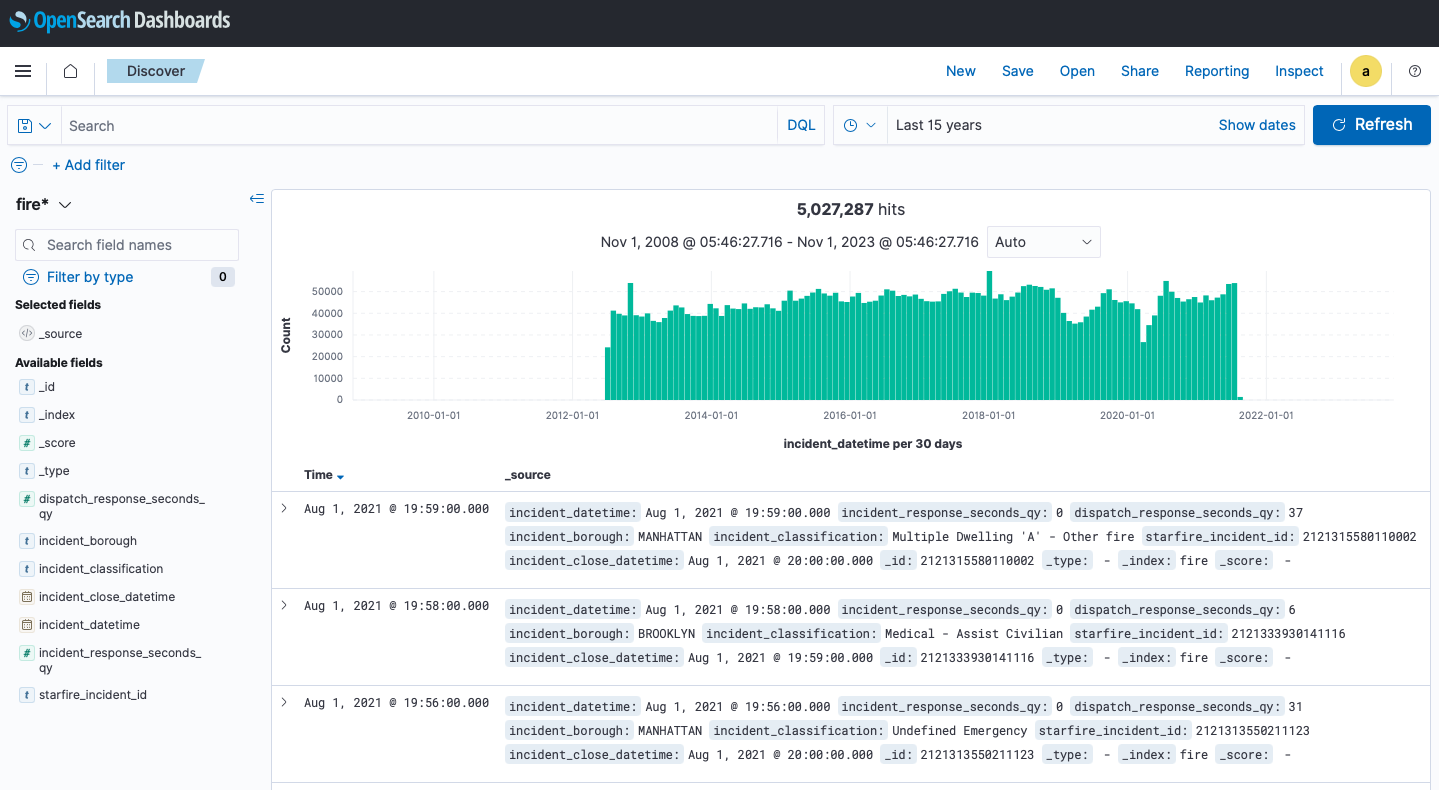 OpenSearch Dashboards
Discover
New Save Open Share Reporting Inspect a
Search DQL Last 15 years Show dates Refresh
+ Add filter
fire*
Search field names
Filter by type 0
Selected fields
_source
Available fields
t _id
t _index
# _score
t _type
# dispatch_response_seconds_
qy
t incident_borough
t incident_classification
incident_close_datetime
incident_datetime
# incident_response_seconds_
qy
t starfire_incident_id
5,027,287 hits
Nov 1, 2008 @ 05:46:27.716 - Nov 1, 2023 @ 05:46:27.716 Auto
Count
50000
40000
30000
20000
10000
0
2010-01-01 2012-01-01 2014-01-01 2016-01-01 2018-01-01 2020-01-01 2022-01-01
incident_datetime per 30 days
Time _source
Aug 1, 2021 @ 19:59:00.000 incident_datetime: Aug 1, 2021 @ 19:59:00.000 incident_response_seconds_qy: 0 dispatch_response_seconds_qy: 37
incident_borough: MANHATTAN incident_classification: Multiple Dwelling 'A' - Other fire starfire_incident_id: 2121315580110002
incident_close_datetime: Aug 1, 2021 @ 20:00:00.000 _id: 2121315580110002 _type: - _index: fire _score: -
Aug 1, 2021 @ 19:58:00.000 incident_datetime: Aug 1, 2021 @ 19:58:00.000 incident_response_seconds_qy: 0 dispatch_response_seconds_qy: 6
incident_borough: BROOKLYN incident_classification: Medical - Assist Civilian starfire_incident_id: 2121333930141116
incident_close_datetime: Aug 1, 2021 @ 19:59:00.000 _id: 2121333930141116 _type: - _index: fire _score: -
Aug 1, 2021 @ 19:56:00.000 incident_datetime: Aug 1, 2021 @ 19:56:00.000 incident_response_seconds_qy: 0 dispatch_response_seconds_qy: 31
incident_borough: MANHATTAN incident_classification: Undefined Emergency starfire_incident_id: 2121313550211123
incident_close_datetime: Aug 1, 2021 @ 20:00:00.000 _id: 2121313550211123 _type: - _index: fire _score: -